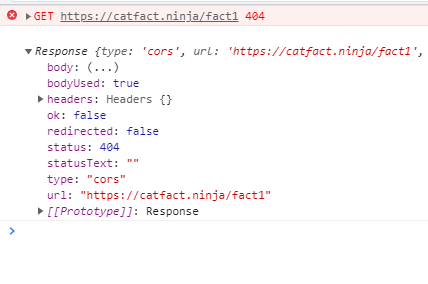 GET https://catfact.ninja/fact1 404
Response {type: 'cors', url: 'https://catfact.ninja/fact1',
body: (...)
bodyUsed: true
headers: Headers {}
ok: false
redirected: false
status: 404
statusText: ""
type: "cors"
url: "https://catfact.ninja/fact1"
[[Prototype]]: Response